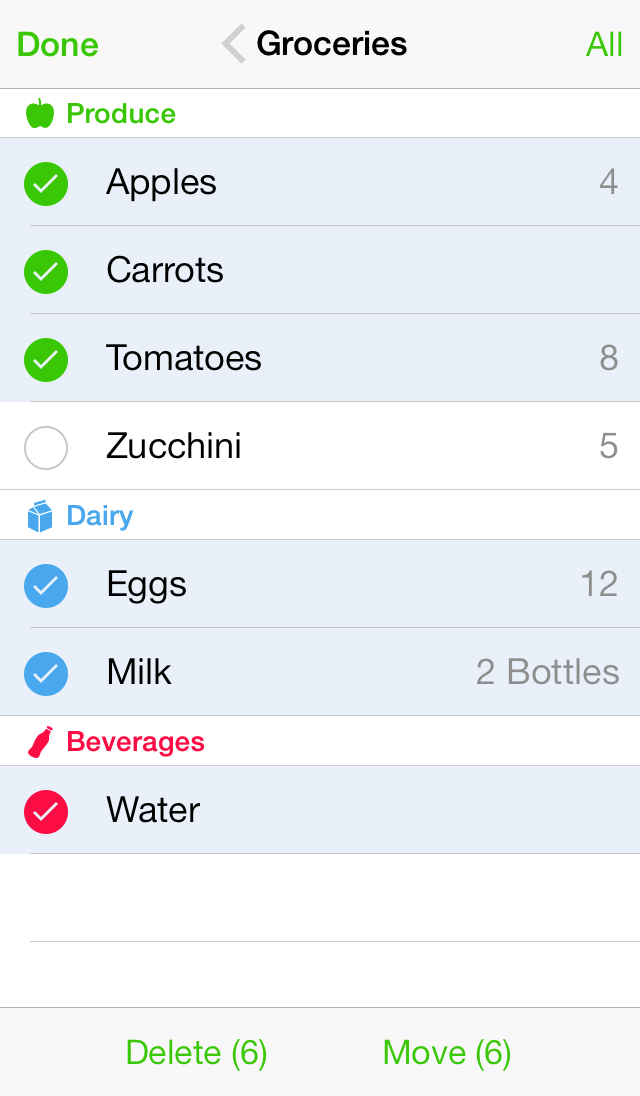 Done Groceries All
Produce
Apples 4
Carrots
Tomatoes 8
Zucchini 5
Dairy
Eggs 12
Milk 2 Bottles
Beverages
Water
Delete (6) Move (6)